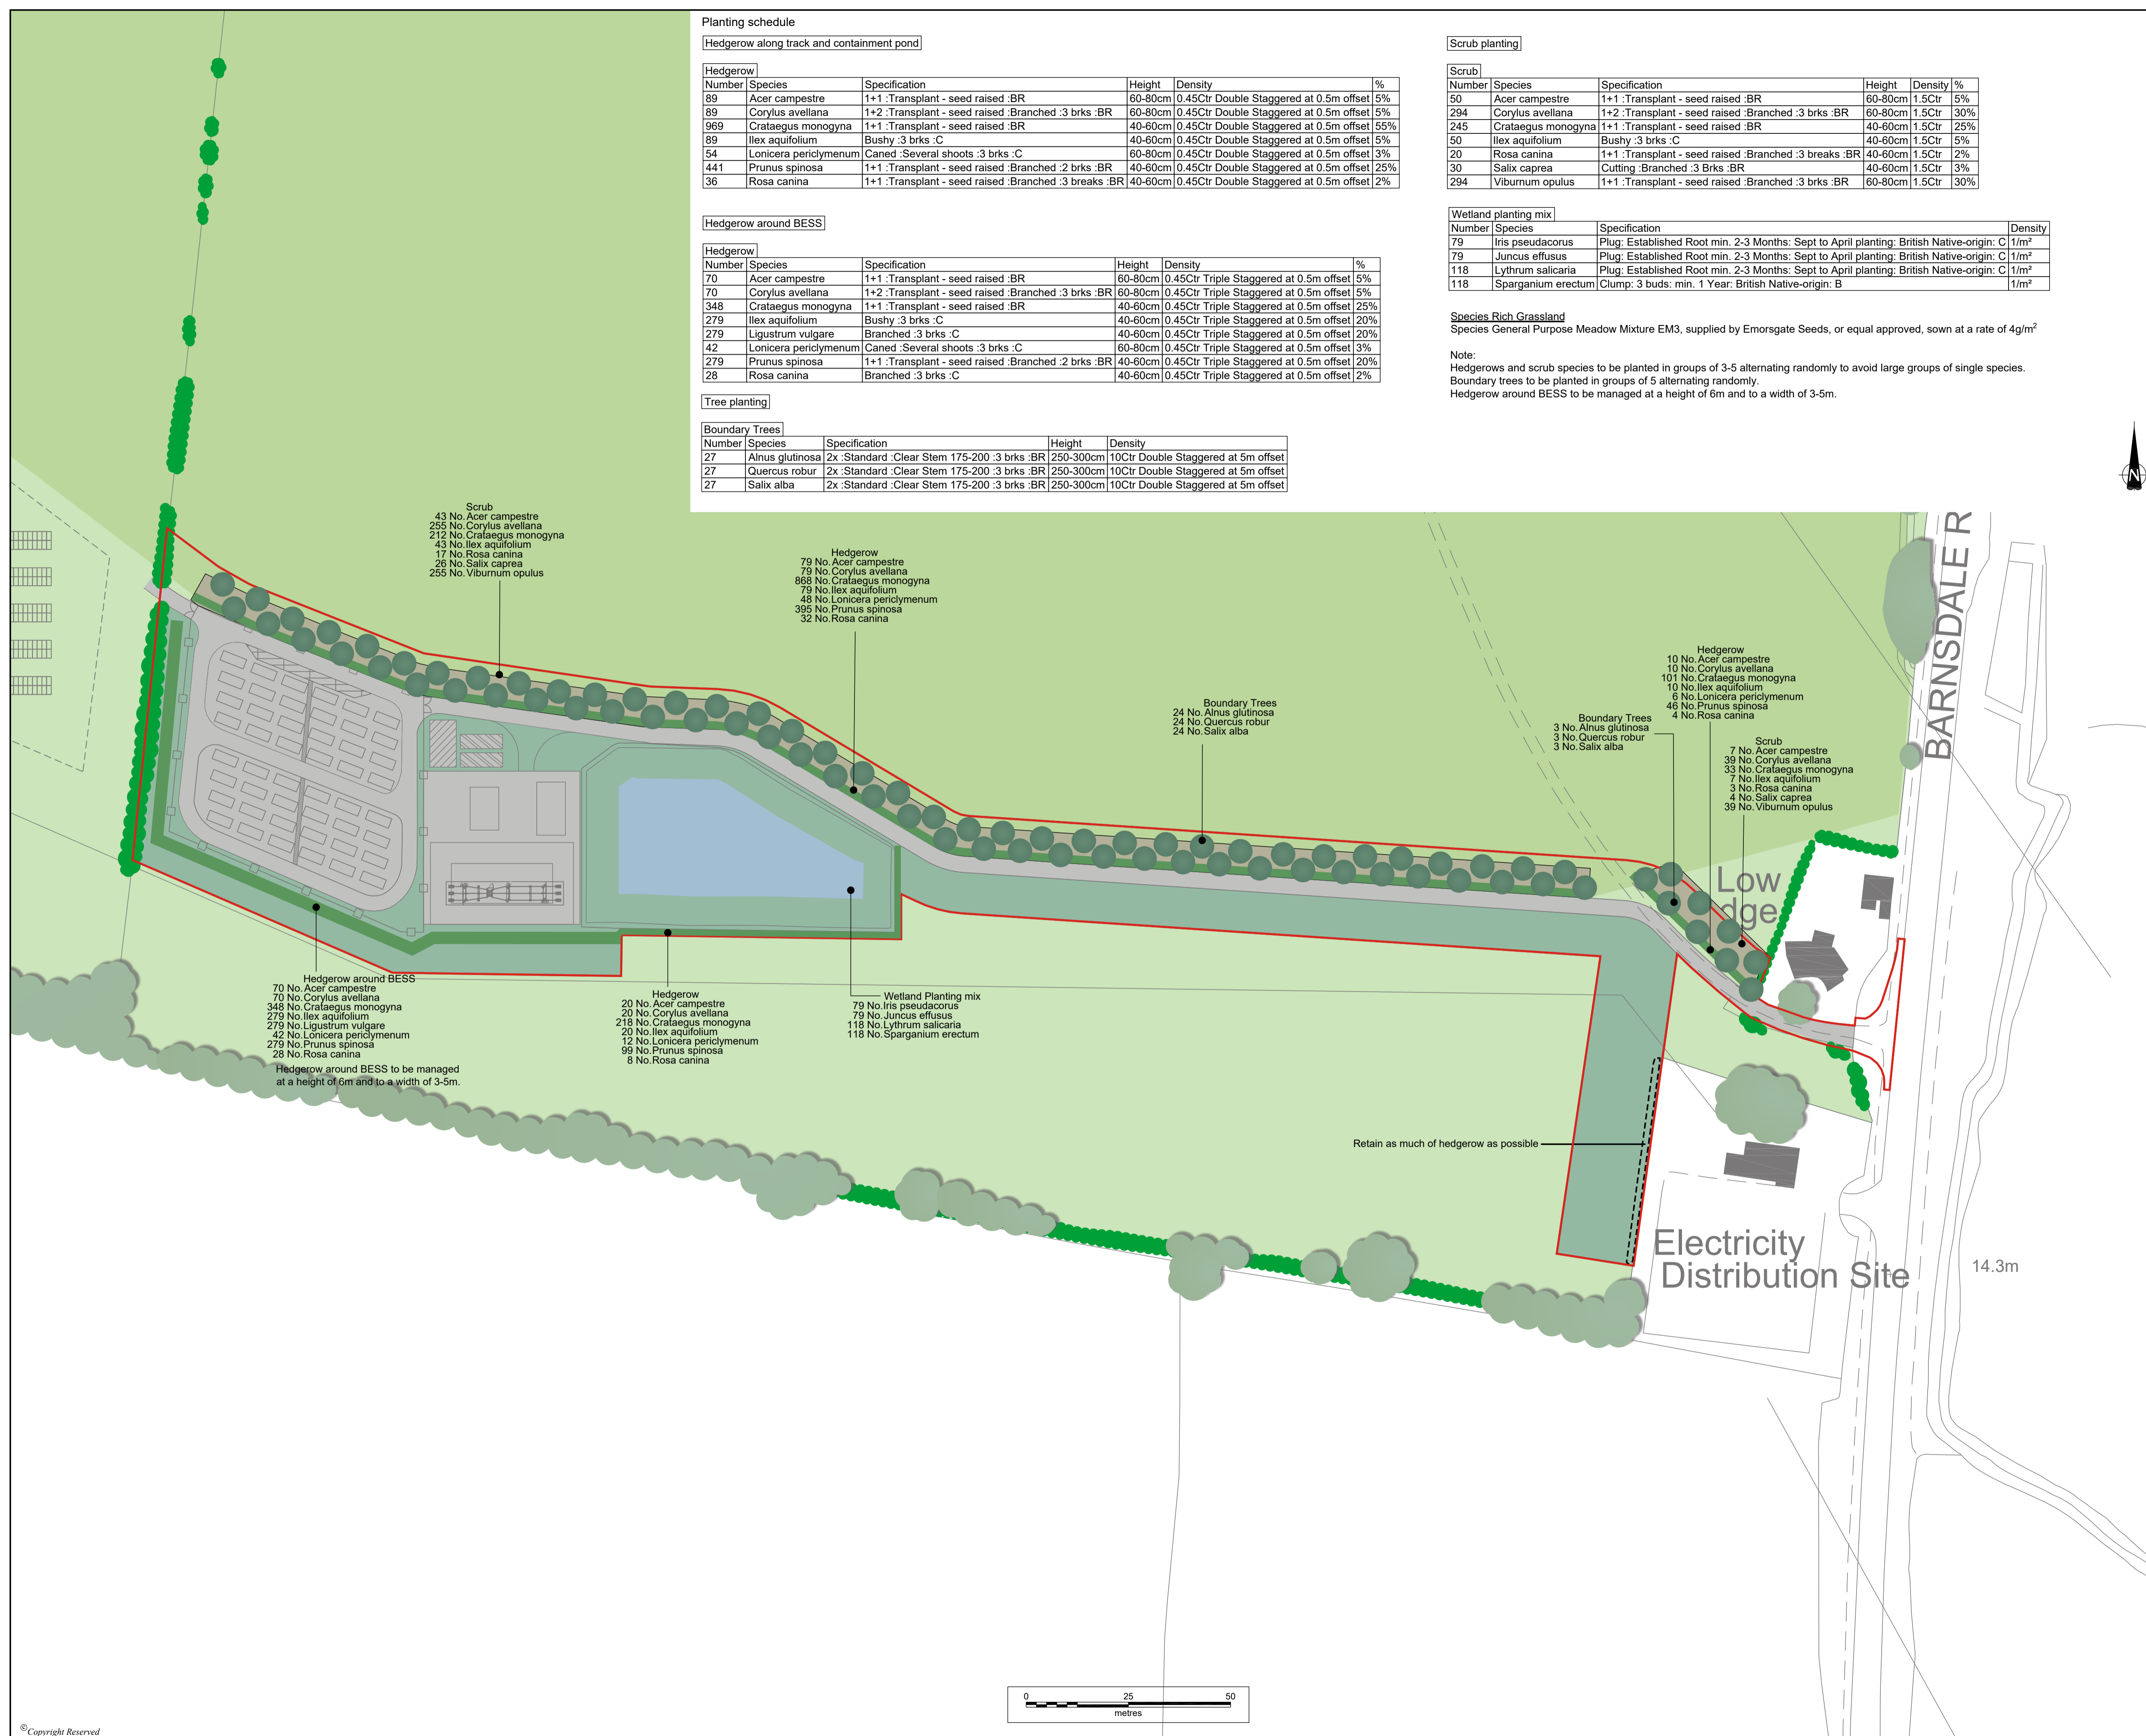 Planting schedule
Hedgerow along track and containment pond
Hedgerow
Number Species Specification Height Density %
89 Acer campestre 1+1 :Transplant - seed raised :BR 60-80cm 0.45Ctr Double Staggered at 0.5m offset 5%
89 Corylus avellana 1+2 :Transplant - seed raised :Branched :3 brks :BR 60-80cm 0.45Ctr Double Staggered at 0.5m offset 5%
969 Crataegus monogyna 1+1 :Transplant - seed raised :BR 40-60cm 0.45Ctr Double Staggered at 0.5m offset 55%
89 Ilex aquifolium Bushy :3 brks :C 40-60cm 0.45Ctr Double Staggered at 0.5m offset 5%
54 Lonicera periclymenum Caned :Several shoots :3 brks :C 60-80cm 0.45Ctr Double Staggered at 0.5m offset 3%
441 Prunus spinosa 1+1 :Transplant - seed raised :Branched :2 brks :BR 40-60cm 0.45Ctr Double Staggered at 0.5m offset 25%
36 Rosa canina 1+1 :Transplant - seed raised :Branched :3 breaks :BR 40-60cm 0.45Ctr Double Staggered at 0.5m offset 2%
Hedgerow around BESS
Hedgerow
Number Species Specification Height Density %
70 Acer campestre 1+1 :Transplant - seed raised :BR 60-80cm 0.45Ctr Triple Staggered at 0.5m offset 5%
70 Corylus avellana 1+2 :Transplant - seed raised :Branched :3 brks :BR 60-80cm 0.45Ctr Triple Staggered at 0.5m offset 5%
348 Crataegus monogyna 1+1 :Transplant - seed raised :BR 40-60cm 0.45Ctr Triple Staggered at 0.5m offset 25%
279 Ilex aquifolium Bushy :3 brks :C 40-60cm 0.45Ctr Triple Staggered at 0.5m offset 20%
279 Ligustrum vulgare Branched :3 brks :C 40-60cm 0.45Ctr Triple Staggered at 0.5m offset 20%
42 Lonicera periclymenum Caned :Several shoots :3 brks :C 60-80cm 0.45Ctr Triple Staggered at 0.5m offset 3%
279 Prunus spinosa 1+1 :Transplant - seed raised :Branched :2 brks :BR 40-60cm 0.45Ctr Triple Staggered at 0.5m offset 20%
28 Rosa canina Branched :3 brks :C 40-60cm 0.45Ctr Triple Staggered at 0.5m offset 2%
Tree planting
Boundary Trees
Number Species Specification Height Density
27 Alnus glutinosa 2x :Standard :Clear Stem 175-200 :3 brks :BR 250-300cm 10Ctr Double Staggered at 5m offset
27 Quercus robur 2x :Standard :Clear Stem 175-200 :3 brks :BR 250-300cm 10Ctr Double Staggered at 5m offset
27 Salix alba 2x :Standard :Clear Stem 175-200 :3 brks :BR 250-300cm 10Ctr Double Staggered at 5m offset
Scrub planting
Scrub
Number Species Specification Height Density %
50 Acer campestre 1+1 :Transplant - seed raised :BR 60-80cm 1.5Ctr 5%
294 Corylus avellana 1+2 :Transplant - seed raised :Branched :3 brks :BR 60-80cm 1.5Ctr 30%
245 Crataegus monogyna 1+1 :Transplant - seed raised :BR 40-60cm 1.5Ctr 25%
50 Ilex aquifolium Bushy :3 brks :C 40-60cm 1.5Ctr 5%
20 Rosa canina 1+1 :Transplant - seed raised :Branched :3 breaks :BR 40-60cm 1.5Ctr 2%
30 Salix caprea Cutting :Branched :3 Brks :BR 40-60cm 1.5Ctr 3%
294 Viburnum opulus 1+1 :Transplant - seed raised :Branched :3 brks :BR 60-80cm 1.5Ctr 30%
Wetland planting mix
Number Species Specification Density
79 Iris pseudacorus Plug: Established Root min. 2-3 Months: Sept to April planting: British Native-origin: C 1/m²
79 Juncus effusus Plug: Established Root min. 2-3 Months: Sept to April planting: British Native-origin: C 1/m²
118 Lythrum salicaria Plug: Established Root min. 2-3 Months: Sept to April planting: British Native-origin: C 1/m²
118 Sparganium erectum Clump: 3 buds: min. 1 Year: British Native-origin: B 1/m²
Species Rich Grassland
Species General Purpose Meadow Mixture EM3, supplied by Emorsgate Seeds, or equal approved, sown at a rate of 4g/m²
Note:
Hedgerows and scrub species to be planted in groups of 3-5 alternating randomly to avoid large groups of single species.
Boundary trees to be planted in groups of 5 alternating randomly.
Hedgerow around BESS to be managed at a height of 6m and to a width of 3-5m.
N
Scrub
43 No. Acer campestre
255 No. Corylus avellana
212 No. Crataegus monogyna
43 No. Ilex aquifolium
17 No. Rosa canina
26 No. Salix caprea
255 No. Viburnum opulus
Hedgerow
79 No. Acer campestre
79 No. Corylus avellana
868 No. Crataegus monogyna
79 No. Ilex aquifolium
48 No. Lonicera periclymenum
395 No. Prunus spinosa
32 No. Rosa canina
Boundary Trees
24 No. Alnus glutinosa
24 No. Quercus robur
24 No. Salix alba
Boundary Trees
3 No. Alnus glutinosa
3 No. Quercus robur
3 No. Salix alba
Hedgerow
10 No. Acer campestre
10 No. Corylus avellana
101 No. Crataegus monogyna
10 No. Ilex aquifolium
6 No. Lonicera periclymenum
46 No. Prunus spinosa
4 No. Rosa canina
Scrub
7 No. Acer campestre
39 No. Corylus avellana
33 No. Crataegus monogyna
7 No. Ilex aquifolium
3 No. Rosa canina
4 No. Salix caprea
39 No. Viburnum opulus
BARNSDALE R
Low
dge
Hedgerow around BESS
70 No. Acer campestre
70 No. Corylus avellana
348 No. Crataegus monogyna
279 No. Ilex aquifolium
279 No. Ligustrum vulgare
42 No. Lonicera periclymenum
279 No. Prunus spinosa
28 No. Rosa canina
Hedgerow around BESS to be managed
at a height of 6m and to a width of 3-5m.
Hedgerow
20 No. Acer campestre
20 No. Corylus avellana
218 No. Crataegus monogyna
20 No. Ilex aquifolium
12 No. Lonicera periclymenum
99 No. Prunus spinosa
8 No. Rosa canina
Wetland Planting mix
79 No. Iris pseudacorus
79 No. Juncus effusus
118 No. Lythrum salicaria
118 No. Sparganium erectum
Retain as much of hedgerow as possible
Electricity
Distribution Site
14.3m
0 25 50
metres
© Copyright Reserved